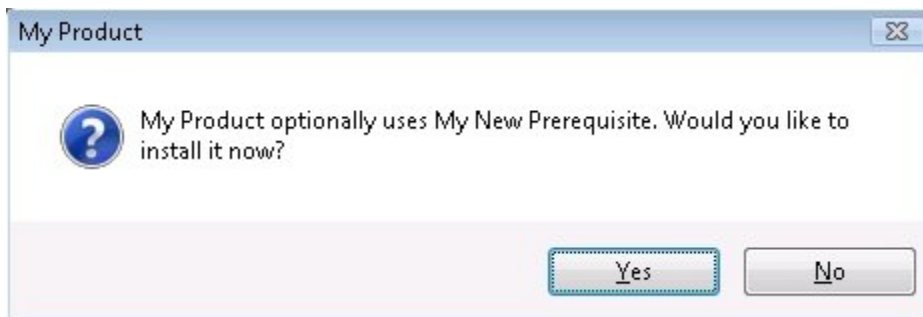 My Product
My Product optionally uses My New Prerequisite. Would you like to
install it now?
Yes
No